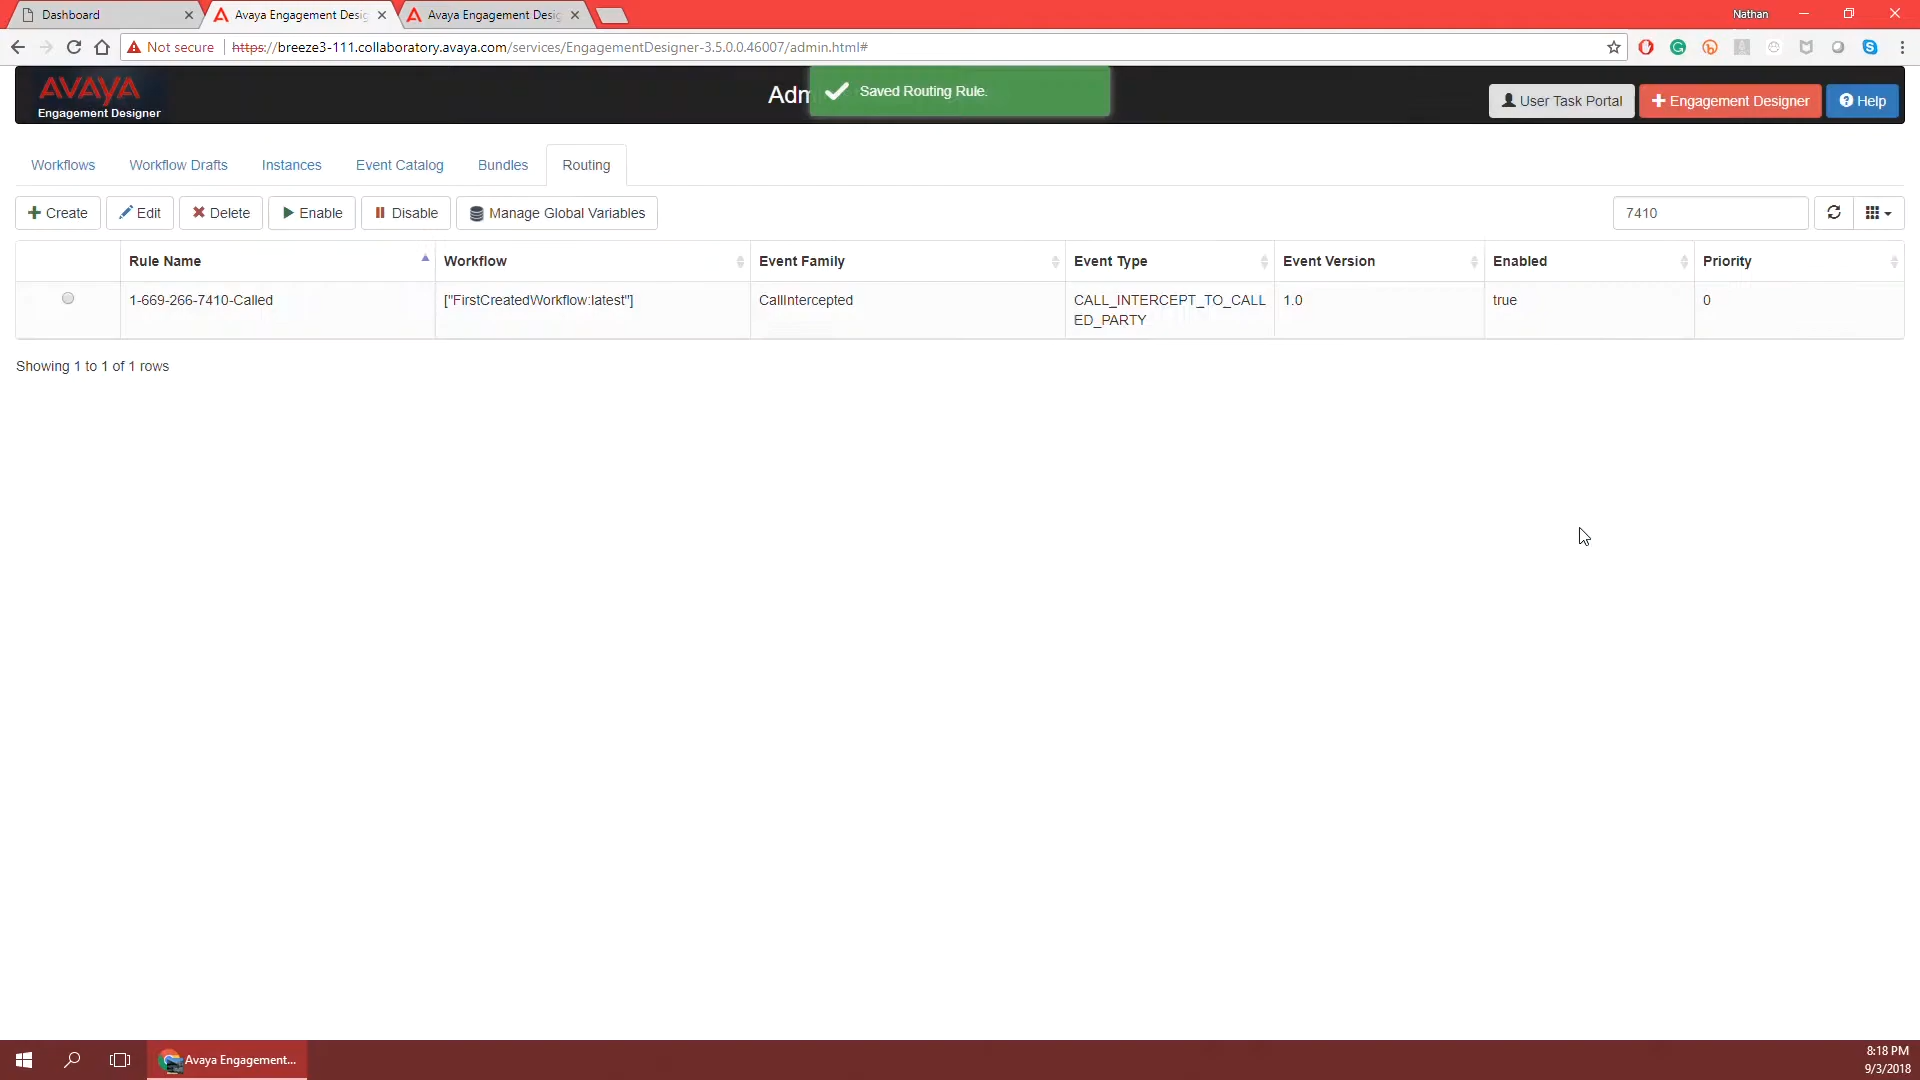 Dashboard
Avaya Engagement Desig
Avaya Engagement Desig
Nathan
Not secure
https://breeze3-111.collaboratory.avaya.com/services/EngagementDesigner-3.5.0.0.46007/admin.html#
AVAYA
Engagement Designer
Adm
Saved Routing Rule.
User Task Portal
Engagement Designer
Help
Workflows
Workflow Drafts
Instances
Event Catalog
Bundles
Routing
Create
Edit
Delete
Enable
Disable
Manage Global Variables
7410
Rule Name
Workflow
Event Family
Event Type
Event Version
Enabled
Priority
1-669-266-7410-Called
["FirstCreatedWorkflow:latest"]
CallIntercepted
CALL_INTERCEPT_TO_CALL
ED_PARTY
1.0
true
0
Showing 1 to 1 of 1 rows
Avaya Engagement...
8:18 PM
9/3/2018